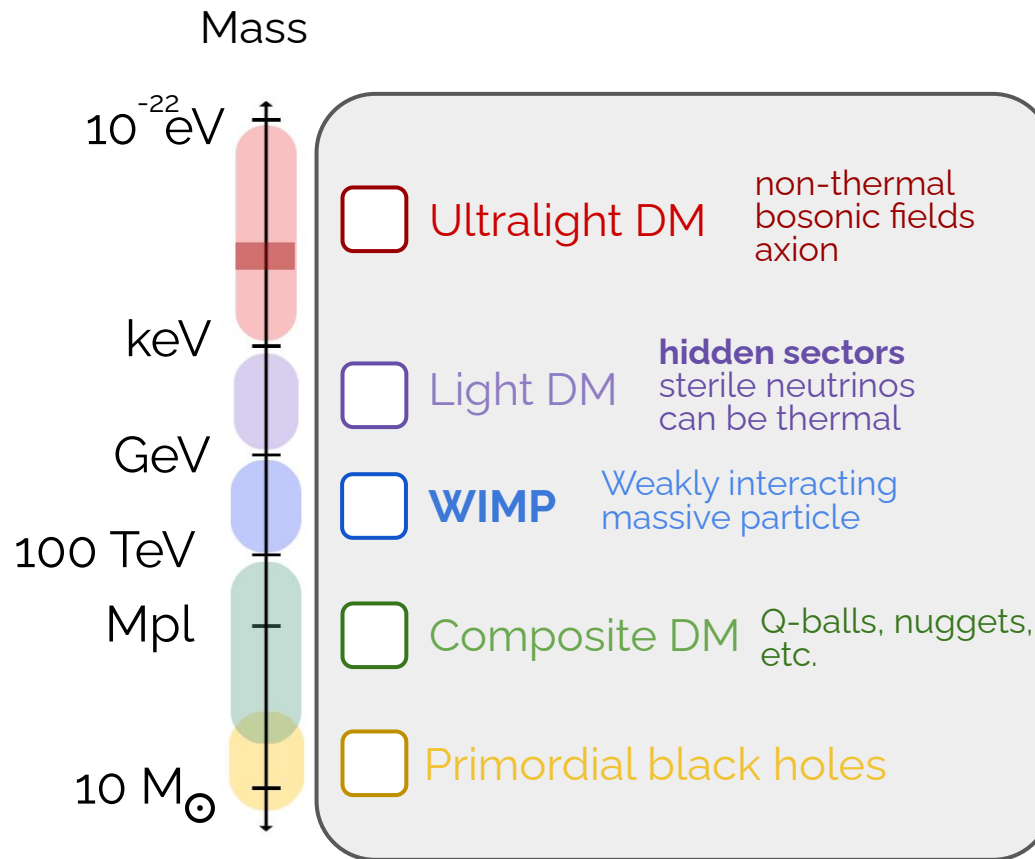 Mass
10⁻²²eV
non-thermal
bosonic fields
axion
Ultralight DM
keV
hidden sectors
sterile neutrinos
can be thermal
Light DM
GeV
WIMP
Weakly interacting
massive particle
100 TeV
Mpl
Composite DM
Q-balls, nuggets,
etc.
Primordial black holes
10 M☉